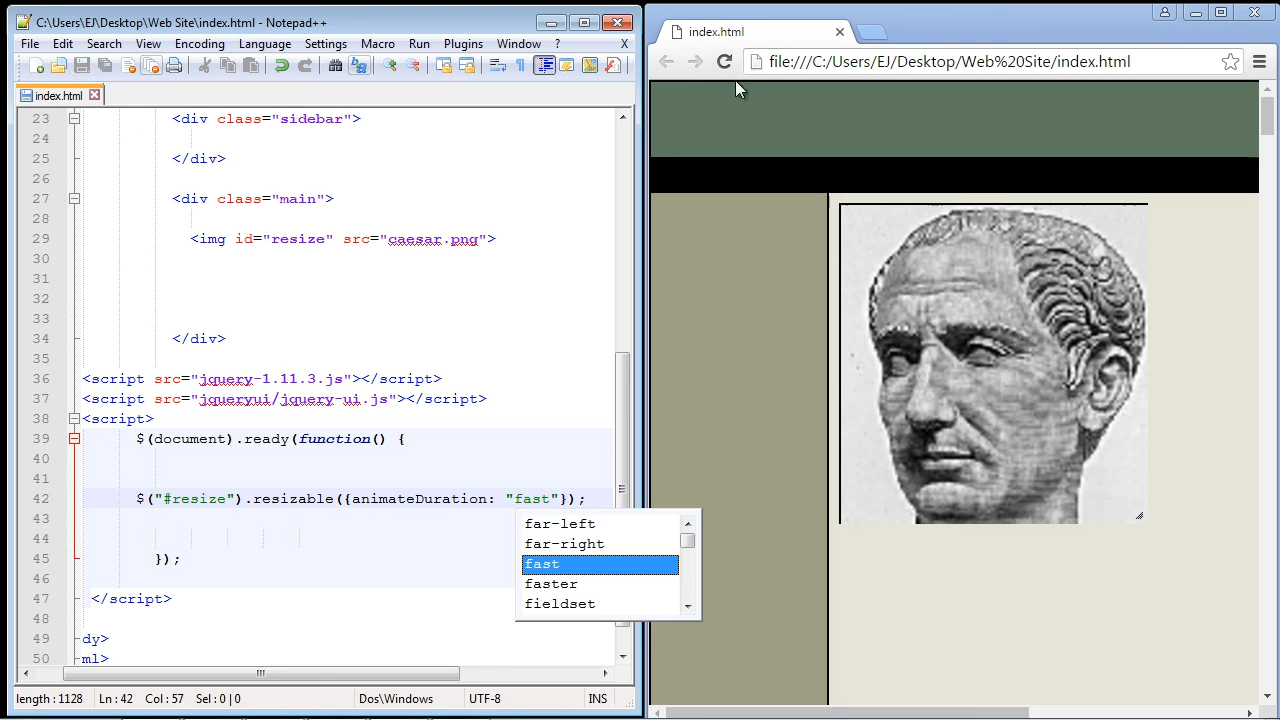 C:\Users\EJ\Desktop\Web Site\index.html - Notepad++
File Edit Search View Encoding Language Settings Macro Run Plugins Window ? X
index.html
23 <div class="sidebar">
24
25 </div>
26
27 <div class="main">
28
29 <img id="resize" src="caesar.png">
30
31
32
33
34 </div>
35
36 <script src="jquery-1.11.3.js"></script>
37 <script src="jqueryui/jquery-ui.js"></script>
38 <script>
39 $(document).ready(function() {
40
41
42 $("#resize").resizable({animateDuration: "fast"});
43
44
45 });
46
47 </script>
48
49 dy>
50 ml>
far-left
far-right
fast
faster
fieldset
length : 1128 Ln : 42 Col : 57 Sel : 0 | 0 Dos\Windows UTF-8 INS
index.html
file:///C:/Users/EJ/Desktop/Web%20Site/index.html